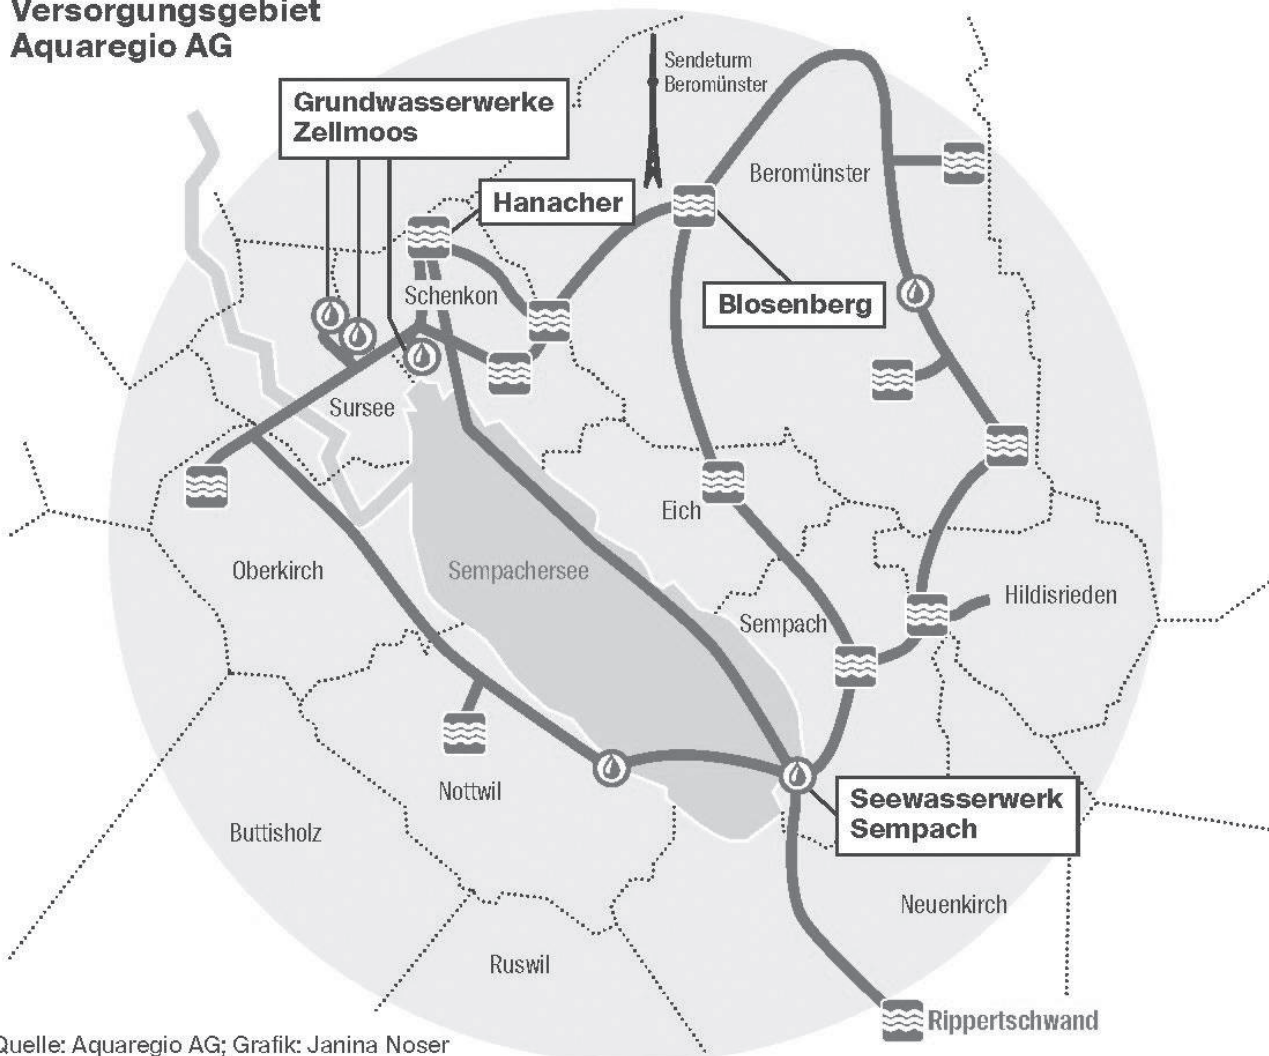 Versorgungsgebiet
Aquaregio AG
Sendeturm
Beromünster
Grundwasserwerke
Zellmoos
Beromünster
Hanacher
Schenkon
Blosenberg
Sursee
Eich
Oberkirch
Sempachersee
Hildisrieden
Sempach
Nottwil
Seewasserwerk
Sempach
Buttisholz
Neuenkirch
Ruswil
Rippertschwand
Quelle: Aquaregio AG; Grafik: Janina Noser